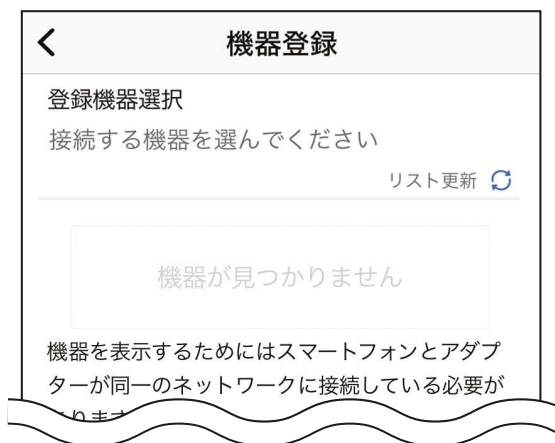 機器登録
登録機器選択
接続する機器を選んでください
リスト更新
機器が見つかりません
機器を表示するためにはスマートフォンとアダプ
ターが同一のネットワークに接続している必要が
あります